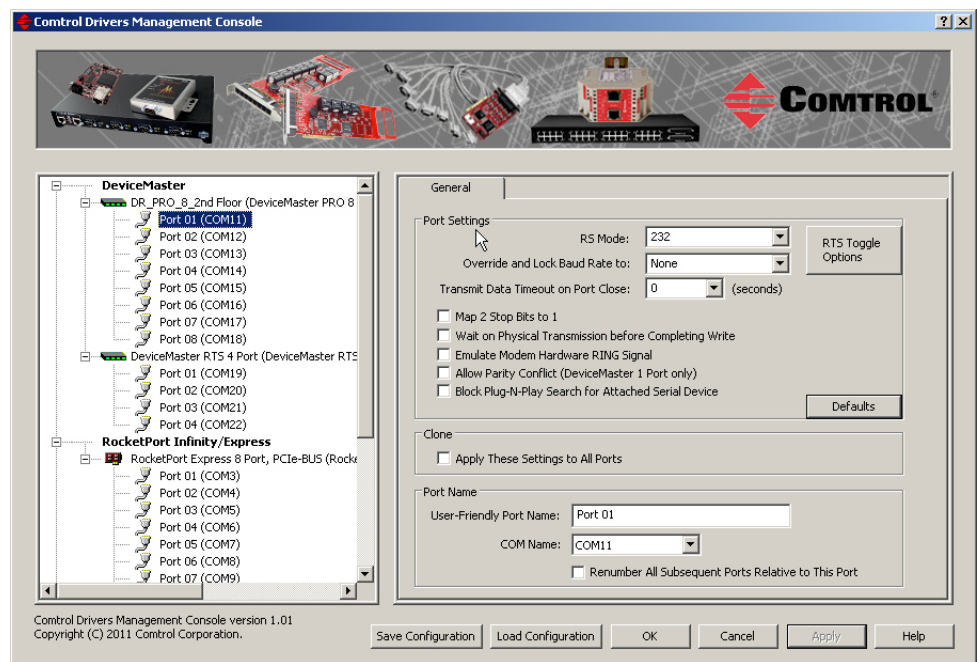 Comtrol Drivers Management Console
COMTROL
DeviceMaster
DR_PRO_8_2nd Floor (DeviceMaster PRO 8
Port 01 (COM11)
Port 02 (COM12)
Port 03 (COM13)
Port 04 (COM14)
Port 05 (COM15)
Port 06 (COM16)
Port 07 (COM17)
Port 08 (COM18)
DeviceMaster RTS 4 Port (DeviceMaster RTS
Port 01 (COM19)
Port 02 (COM20)
Port 03 (COM21)
Port 04 (COM22)
RocketPort Infinity/Express
RocketPort Express 8 Port, PCIe-BUS (Rocke
Port 01 (COM3)
Port 02 (COM4)
Port 03 (COM5)
Port 04 (COM6)
Port 05 (COM7)
Port 06 (COM8)
Port 07 (COM9)
General
Port Settings
RS Mode: 232
RTS Toggle
Options
Override and Lock Baud Rate to: None
Transmit Data Timeout on Port Close: 0 (seconds)
Map 2 Stop Bits to 1
Wait on Physical Transmission before Completing Write
Emulate Modem Hardware RING Signal
Allow Parity Conflict (DeviceMaster 1 Port only)
Block Plug-N-Play Search for Attached Serial Device
Defaults
Clone
Apply These Settings to All Ports
Port Name
User-Friendly Port Name: Port 01
COM Name: COM11
Renumber All Subsequent Ports Relative to This Port
Comtrol Drivers Management Console version 1.01
Copyright (C) 2011 Comtrol Corporation.
Save Configuration Load Configuration OK Cancel Apply Help